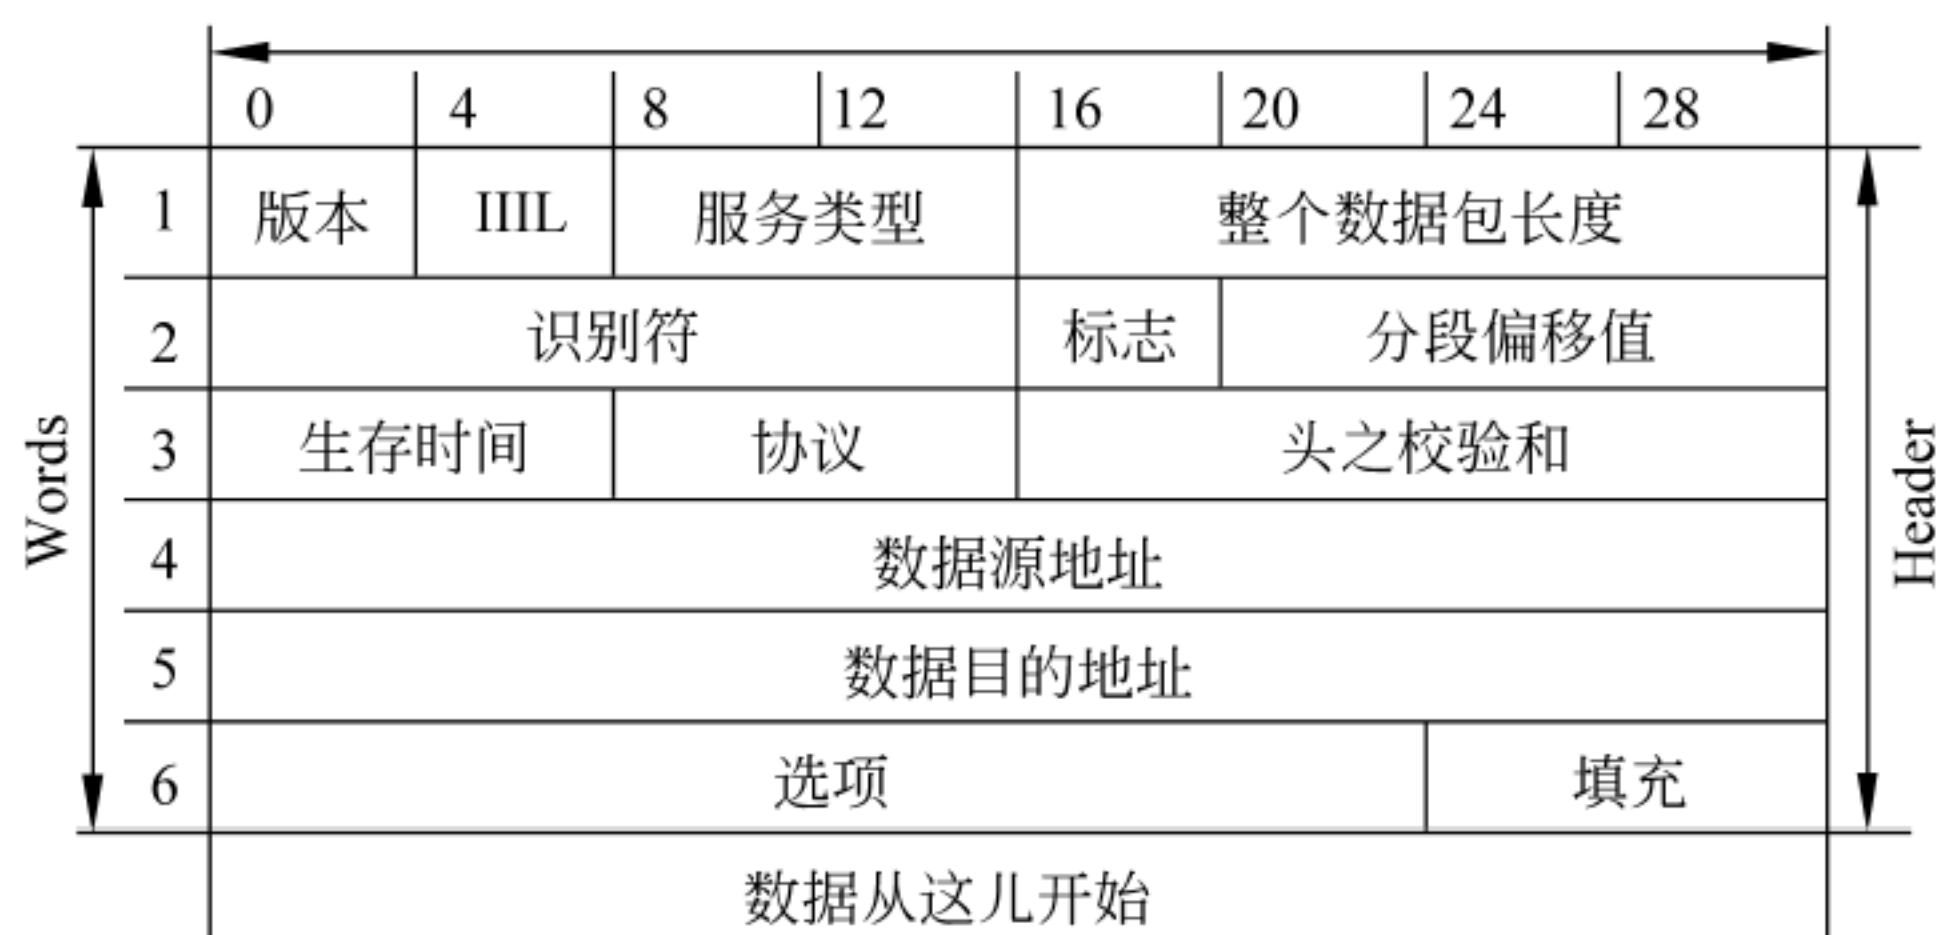 0 4 8 12 16 20 24 28
1 版本 IIIL 服务类型 整个数据包长度
2 识别符 标志 分段偏移值
3 生存时间 协议 头之校验和
4 数据源地址
5 数据目的地址
6 选项 填充
数据从这儿开始
Words
Header